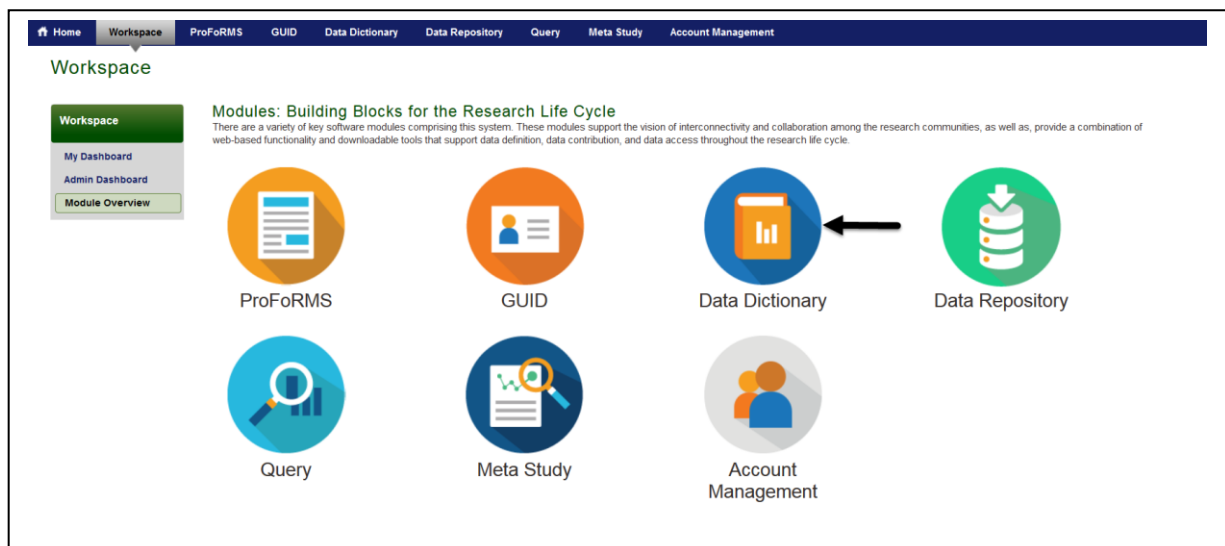 Home Workspace ProFoRMS GUID Data Dictionary Data Repository Query Meta Study Account Management
Workspace
Workspace
My Dashboard
Admin Dashboard
Module Overview
Modules: Building Blocks for the Research Life Cycle
There are a variety of key software modules comprising this system. These modules support the vision of interconnectivity and collaboration among the research communities, as well as, provide a combination of
web-based functionality and downloadable tools that support data definition, data contribution, and data access throughout the research life cycle.
ProFoRMS GUID Data Dictionary Data Repository
Query Meta Study Account
Management